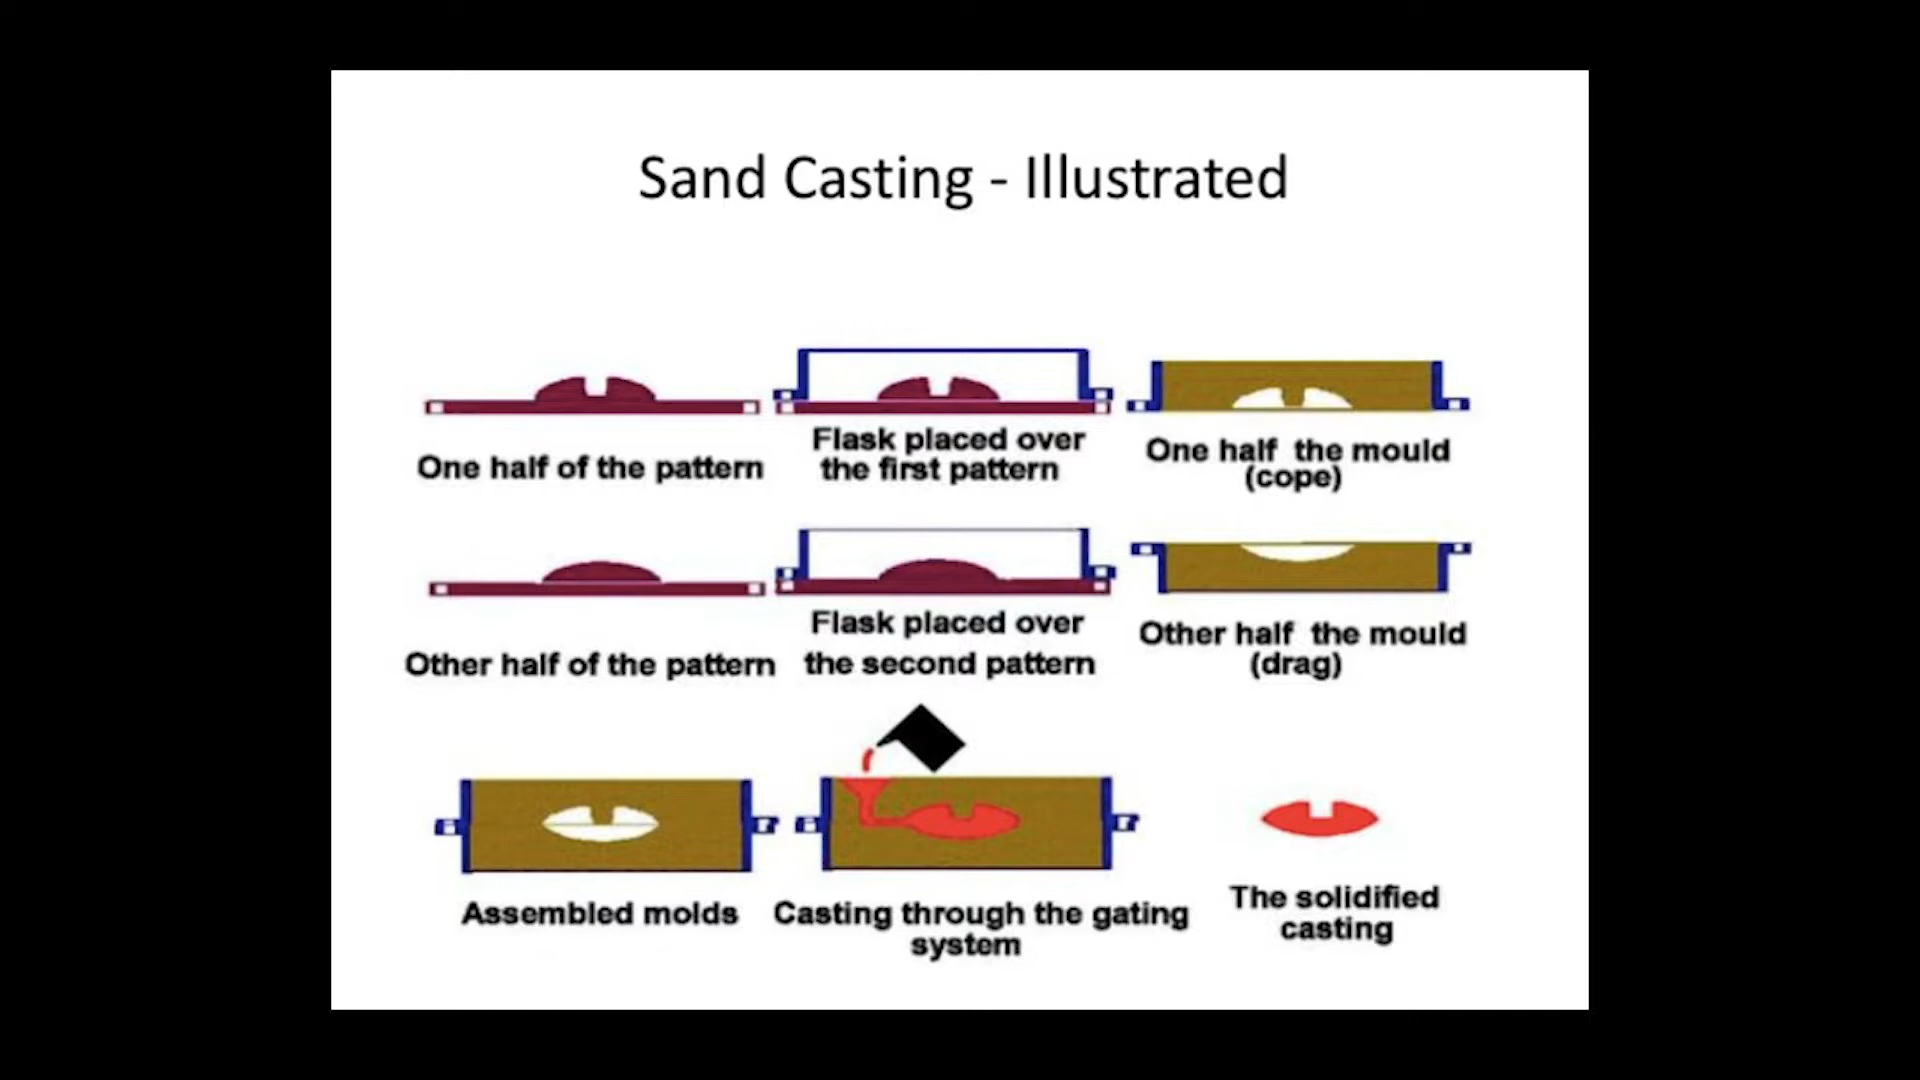 Sand Casting - Illustrated
One half of the pattern
Flask placed over
the first pattern
One half the mould
(cope)
Other half of the pattern
Flask placed over
the second pattern
Other half the mould
(drag)
Assembled molds
Casting through the gating
system
The solidified
casting